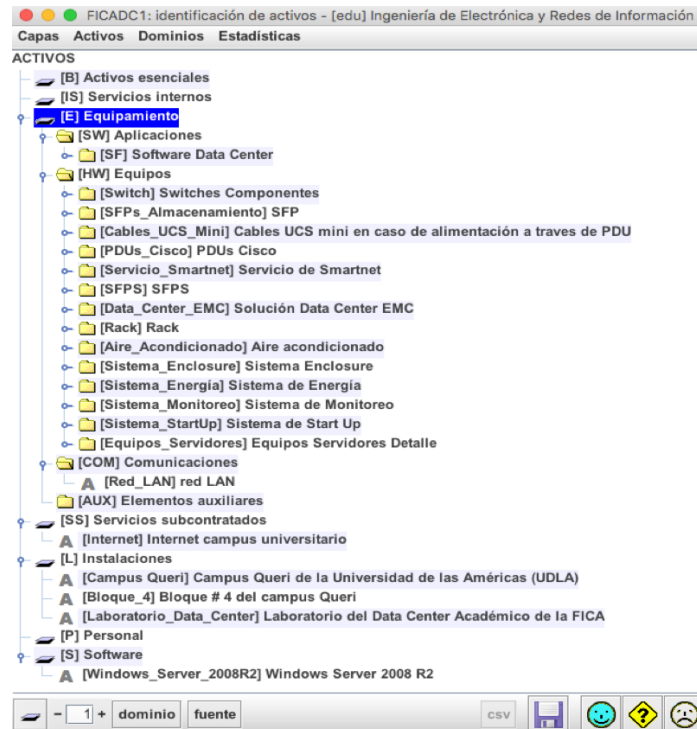 FICADC1: identificación de activos - [edu] Ingeniería de Electrónica y Redes de Información
Capas Activos Dominios Estadísticas
ACTIVOS
[B] Activos esenciales
[IS] Servicios internos
[E] Equipamiento
[SW] Aplicaciones
[SF] Software Data Center
[HW] Equipos
[Switch] Switches Componentes
[SFPs_Almacenamiento] SFP
[Cables_UCS_Mini] Cables UCS mini en caso de alimentación a traves de PDU
[PDUs_Cisco] PDUs Cisco
[Servicio_Smartnet] Servicio de Smartnet
[SFPS] SFPS
[Data_Center_EMC] Solución Data Center EMC
[Rack] Rack
[Aire_Acondicionado] Aire acondicionado
[Sistema_Enclosure] Sistema Enclosure
[Sistema_Energía] Sistema de Energía
[Sistema_Monitoreo] Sistema de Monitoreo
[Sistema_StartUp] Sistema de Start Up
[Equipos_Servidores] Equipos Servidores Detalle
[COM] Comunicaciones
A [Red_LAN] red LAN
[AUX] Elementos auxiliares
[SS] Servicios subcontratados
A [Internet] Internet campus universitario
[L] Instalaciones
A [Campus Queri] Campus Queri de la Universidad de las Américas (UDLA)
A [Bloque_4] Bloque # 4 del campus Queri
A [Laboratorio_Data_Center] Laboratorio del Data Center Académico de la FICA
[P] Personal
[S] Software
A [Windows_Server_2008R2] Windows Server 2008 R2
- 1 + dominio fuente csv ?